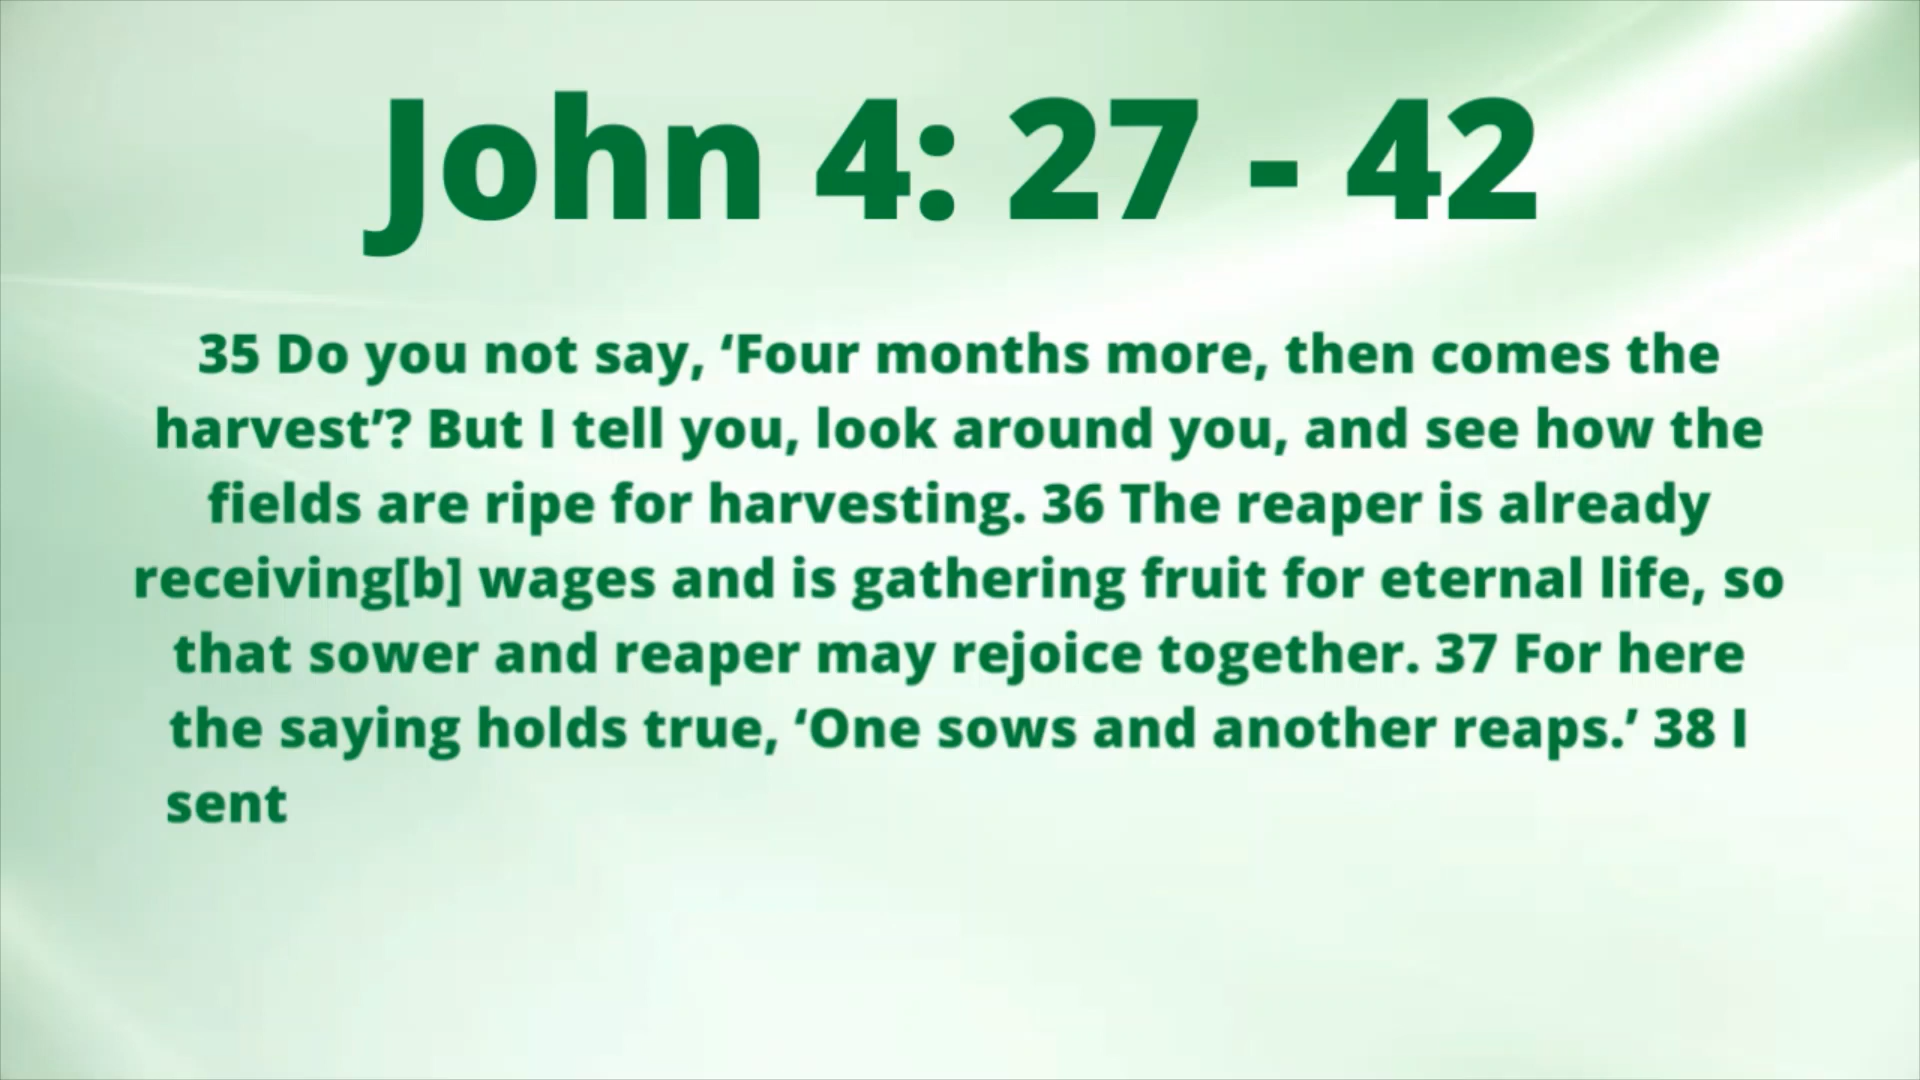 John 4: 27 - 42
35 Do you not say, ‘Four months more, then comes the
harvest’? But I tell you, look around you, and see how the
fields are ripe for harvesting. 36 The reaper is already
receiving[b] wages and is gathering fruit for eternal life, so
that sower and reaper may rejoice together. 37 For here
the saying holds true, ‘One sows and another reaps.’ 38 I
sent